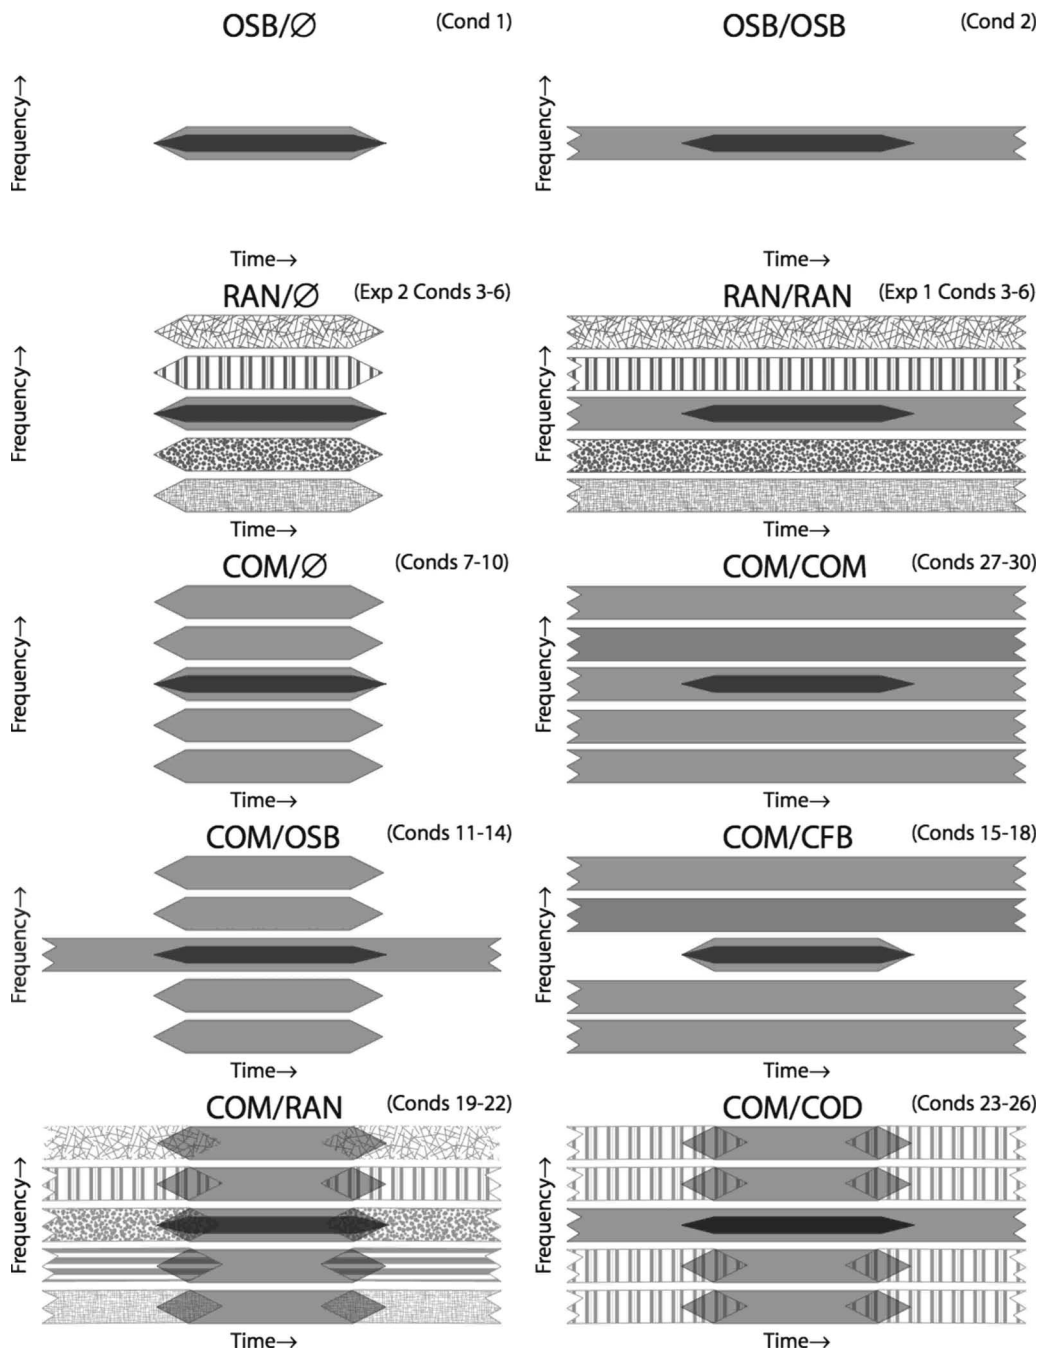 OSB/Ø (Cond 1)
Frequency→
Time→
OSB/OSB (Cond 2)
Frequency→
RAN/Ø (Exp 2 Conds 3-6)
Frequency→
Time→
Time→
RAN/RAN (Exp 1 Conds 3-6)
Frequency→
Time→
COM/Ø (Conds 7-10)
Frequency→
Time→
COM/COM (Conds 27-30)
Frequency→
Time→
COM/OSB (Conds 11-14)
Frequency→
Time→
COM/CFB (Conds 15-18)
Frequency→
Time→
COM/RAN (Conds 19-22)
Frequency→
Time→
COM/COD (Conds 23-26)
Frequency→
Time→